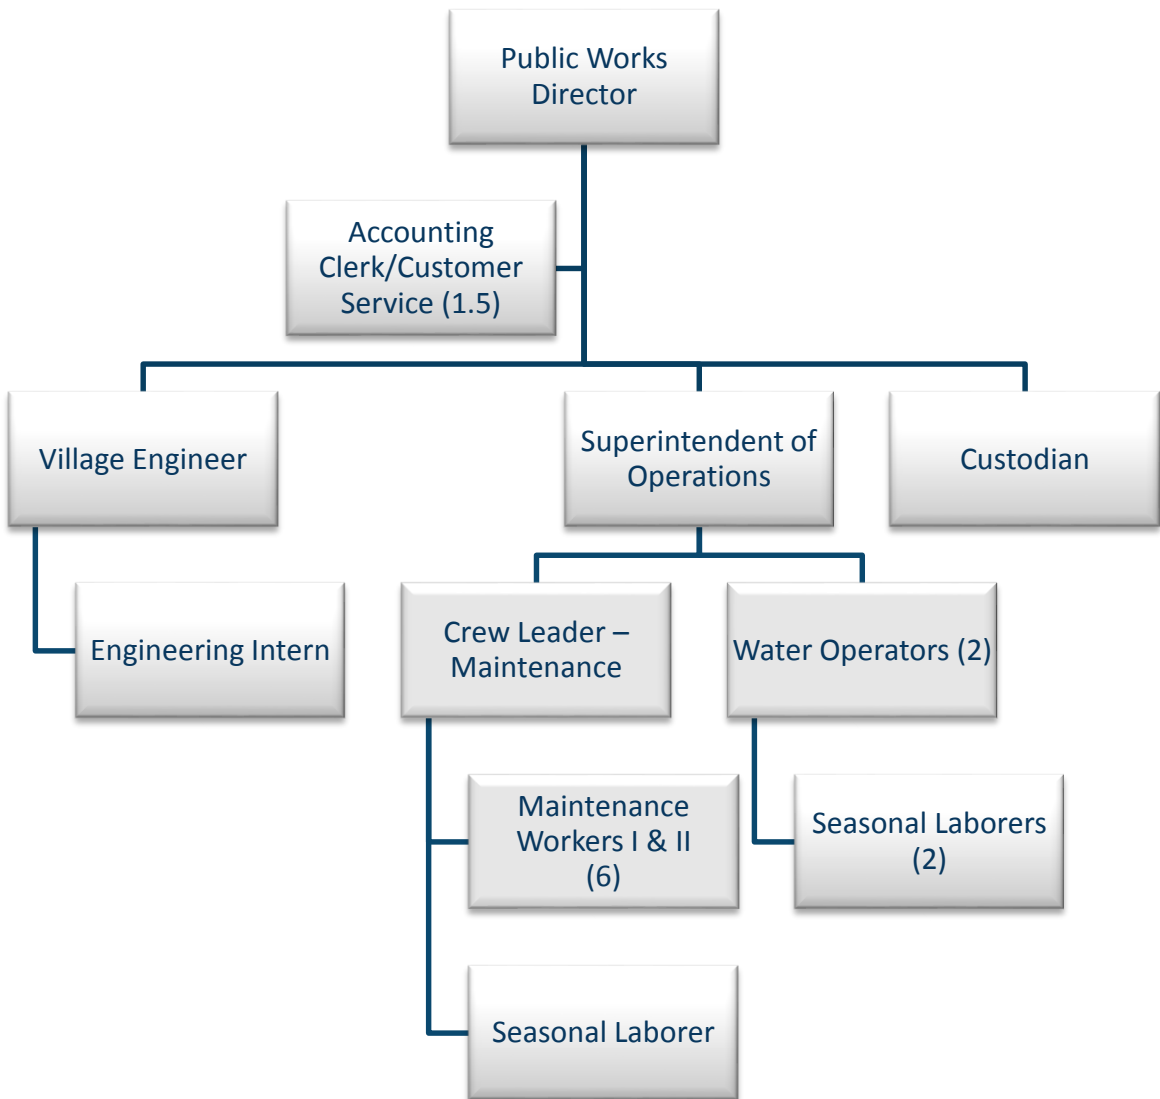 Public Works
Director
Accounting
Clerk/Customer
Service (1.5)
Village Engineer
Superintendent of
Operations
Custodian
Engineering Intern
Crew Leader –
Maintenance
Water Operators (2)
Maintenance
Workers I & II
(6)
Seasonal Laborers
(2)
Seasonal Laborer